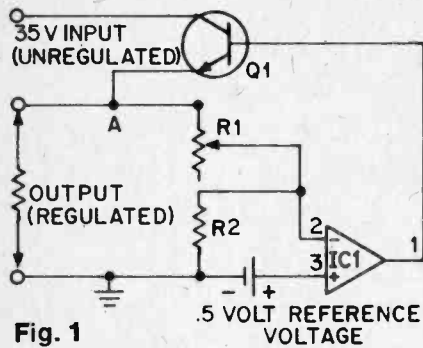 35 V INPUT
(UNREGULATED)
Q1
A
R1
OUTPUT
(REGULATED)
R2
2
-
IC1
1
3
+
- +
.5 VOLT REFERENCE
VOLTAGE
Fig. 1